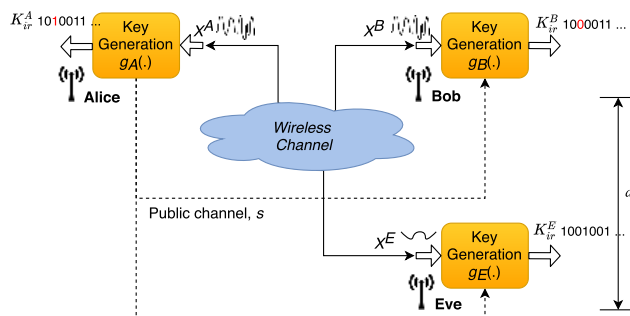 K_ir^A 1010011 ...
Key
Generation
g_A(.)
X^A
Alice
X^B
Key
Generation
g_B(.)
K_ir^B 1000011 ...
Bob
Wireless
Channel
Public channel, s
X^E
Key
Generation
g_E(.)
K_ir^E 1001001 ...
Eve